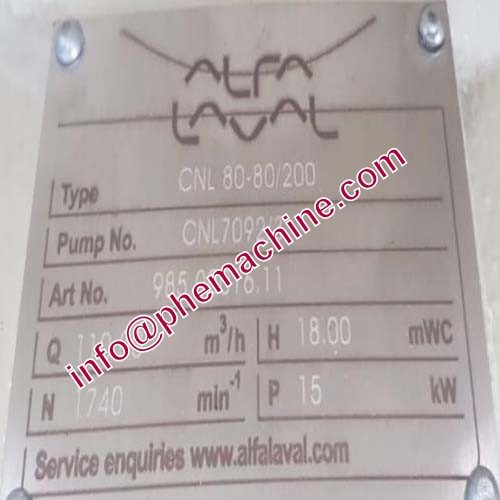 ALFA
LAVAL
Type CNL 80-80/200
Pump No.
Art No.
Q m³/h H 18.00 mWC
N 1740 min⁻¹ P 15 kW
Service enquiries www.alfalaval.com
info@phemachine.com